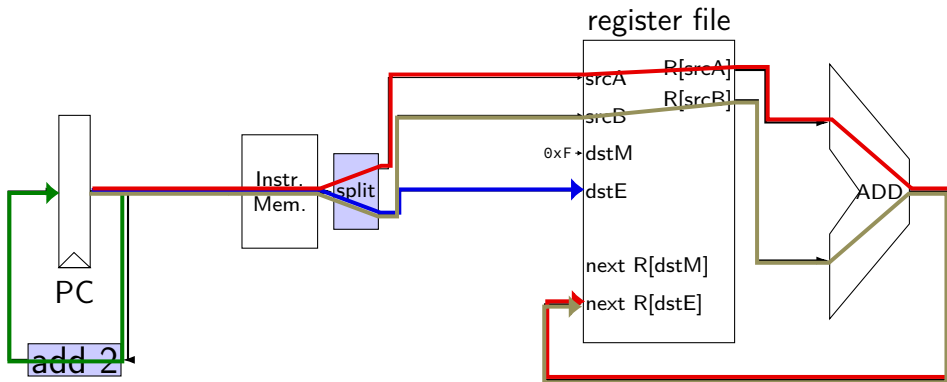 register file
srcA
R[srcA]
srcB
R[srcB]
0xF
dstM
dstE
next R[dstM]
next R[dstE]
Instr.
Mem.
split
ADD
PC
add 2